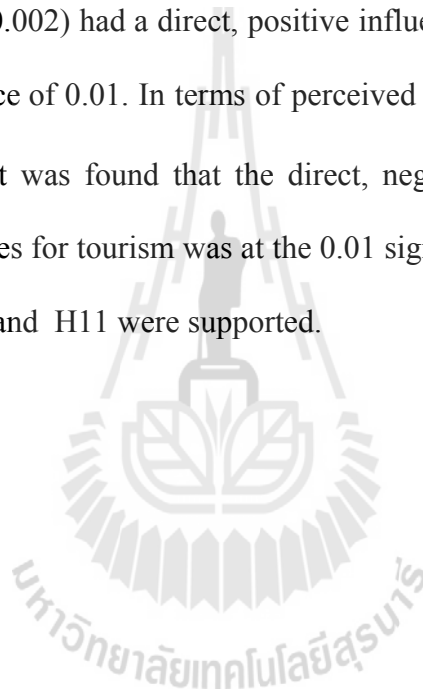 0.002) had a direct, positive influe
ce of 0.01. In terms of perceived
t was found that the direct, neg
es for tourism was at the 0.01 sig
and H11 were supported.
มหาวิทยาลัยเทคโนโลยีสุรนารี